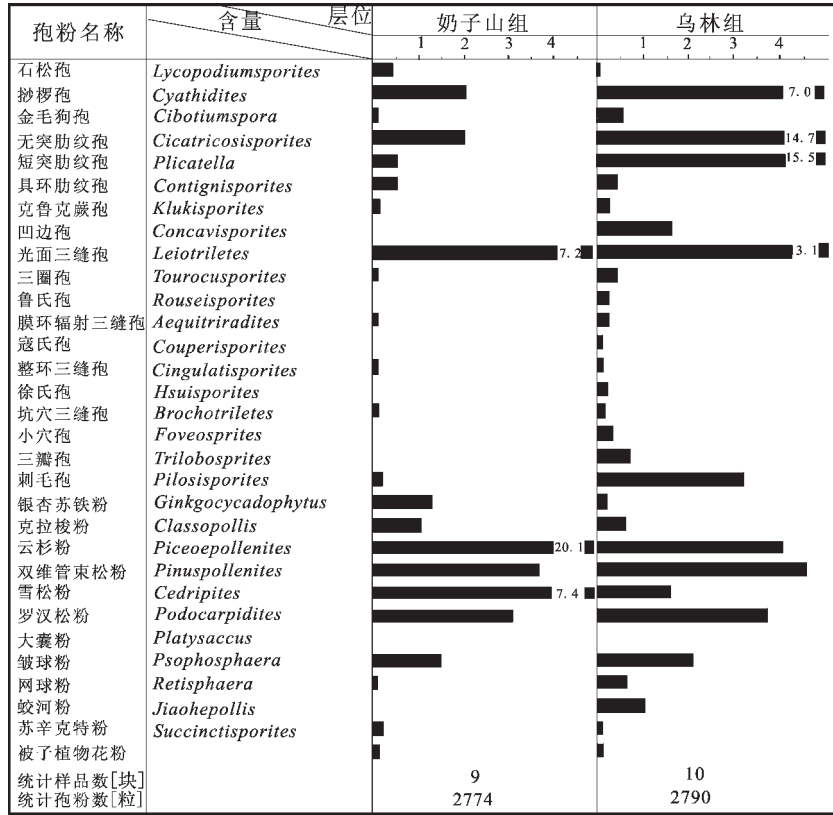 孢粉名称 含量 层位 奶子山组 乌林组
1 2 3 4 1 2 3 4
石松孢 Lycopodiumsporites
桫椤孢 Cyathidites 7.0
金毛狗孢 Cibotiumspora
无突肋纹孢 Cicatricosisporites 14.7
短突肋纹孢 Plicatella 15.5
具环肋纹孢 Contignisporites
克鲁克蕨孢 Klukisporites
凹边孢 Concavisporites
光面三缝孢 Leiotriletes 7.2 3.1
三圈孢 Tourocusporites
鲁氏孢 Rouseisporites
膜环辐射三缝孢 Aequitriradites
寇氏孢 Couperisporites
整环三缝孢 Cingulatisporites
徐氏孢 Hsuisporites
坑穴三缝孢 Brochotriletes
小穴孢 Foveosprites
三瓣孢 Trilobosprites
刺毛孢 Pilosisporites
银杏苏铁粉 Ginkgocycadophytus
克拉梭粉 Classopollis
云杉粉 Piceoepollenites 20.1
双维管束松粉 Pinuspollenites
雪松粉 Cedripites 7.4
罗汉松粉 Podocarpidites
大囊粉 Platysaccus
皱球粉 Psophosphaera
网球粉 Retisphaera
蛟河粉 Jiaohepollis
苏辛克特粉 Succinctisporites
被子植物花粉
统计样品数[块] 9 10
统计孢粉数[粒] 2774 2790